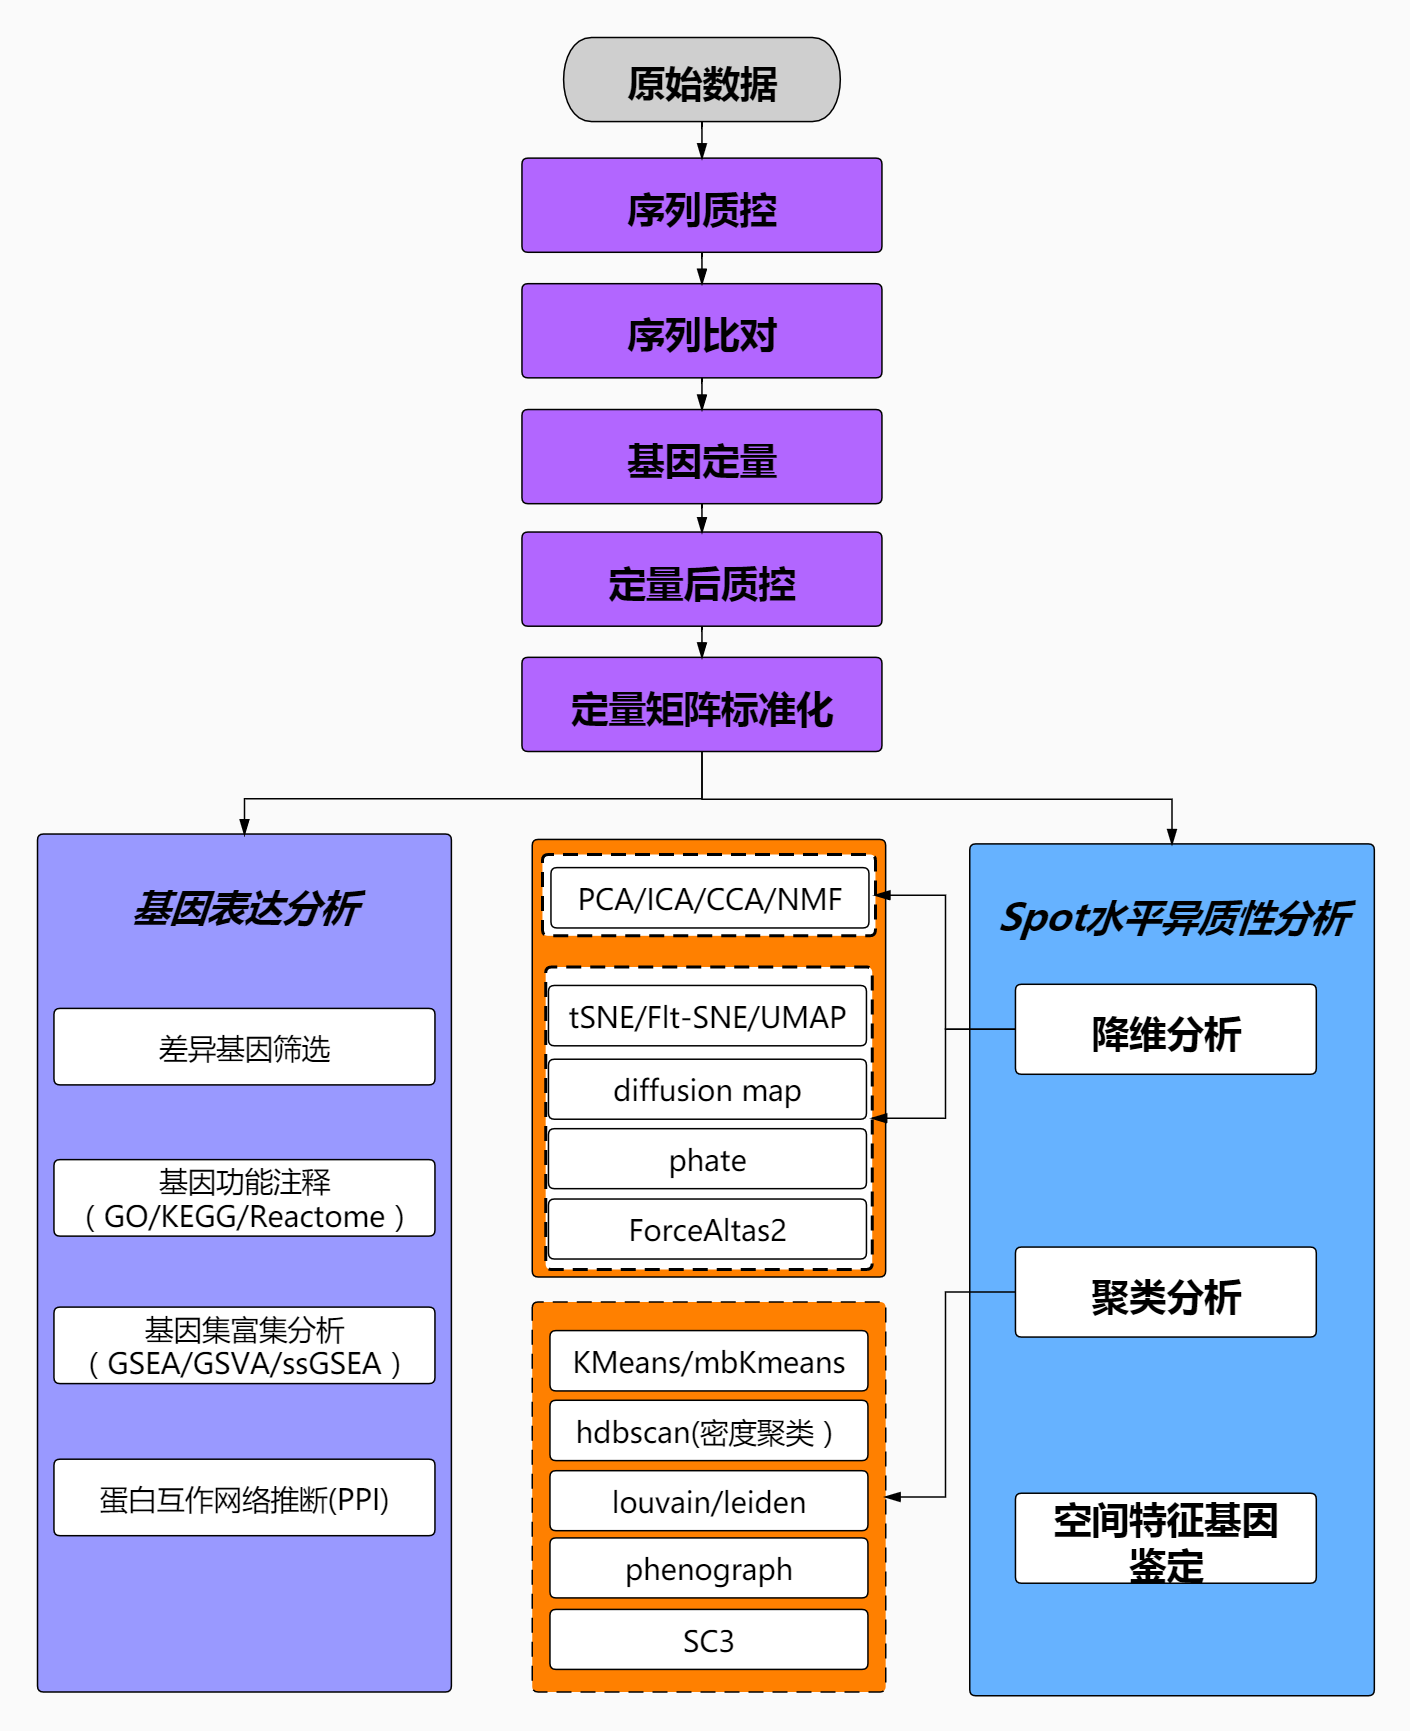 原始数据
序列质控
序列比对
基因定量
定量后质控
定量矩阵标准化
基因表达分析
差异基因筛选
基因功能注释
（GO/KEGG/Reactome）
基因集富集分析
（GSEA/GSVA/ssGSEA）
蛋白互作网络推断(PPI)
PCA/ICA/CCA/NMF
tSNE/Flt-SNE/UMAP
diffusion map
phate
ForceAltas2
KMeans/mbKmeans
hdbscan(密度聚类）
louvain/leiden
phenograph
SC3
Spot水平异质性分析
降维分析
聚类分析
空间特征基因
鉴定